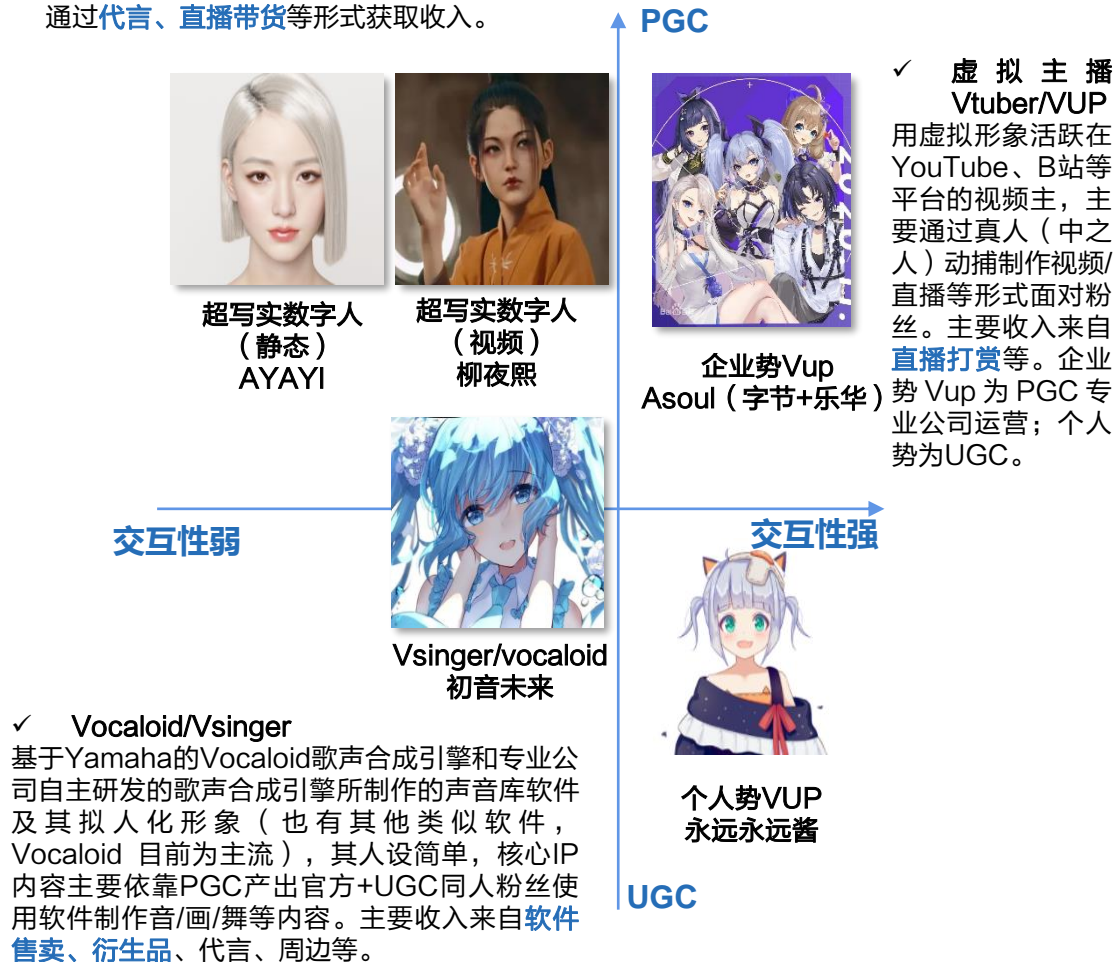 通过代言、直播带货等形式获取收入。
PGC
超写实数字人
（静态）
AYAYI
超写实数字人
（视频）
柳夜熙
企业势Vup
Asoul（字节+乐华）
✓ 虚拟主播
Vtuber/VUP
用虚拟形象活跃在
YouTube、B站等
平台的视频主，主
要通过真人（中之
人）动捕制作视频/
直播等形式面对粉
丝。主要收入来自
直播打赏等。企业
势 Vup 为 PGC 专
业公司运营；个人
势为UGC。
交互性弱
交互性强
Vsinger/vocaloid
初音未来
✓ Vocaloid/Vsinger
基于Yamaha的Vocaloid歌声合成引擎和专业公
司自主研发的歌声合成引擎所制作的声音库软件
及其拟人化形象（也有其他类似软件，
Vocaloid 目前为主流），其人设简单，核心IP
内容主要依靠PGC产出官方+UGC同人粉丝使
用软件制作音/画/舞等内容。主要收入来自软件
售卖、衍生品、代言、周边等。
个人势VUP
永远永远酱
UGC